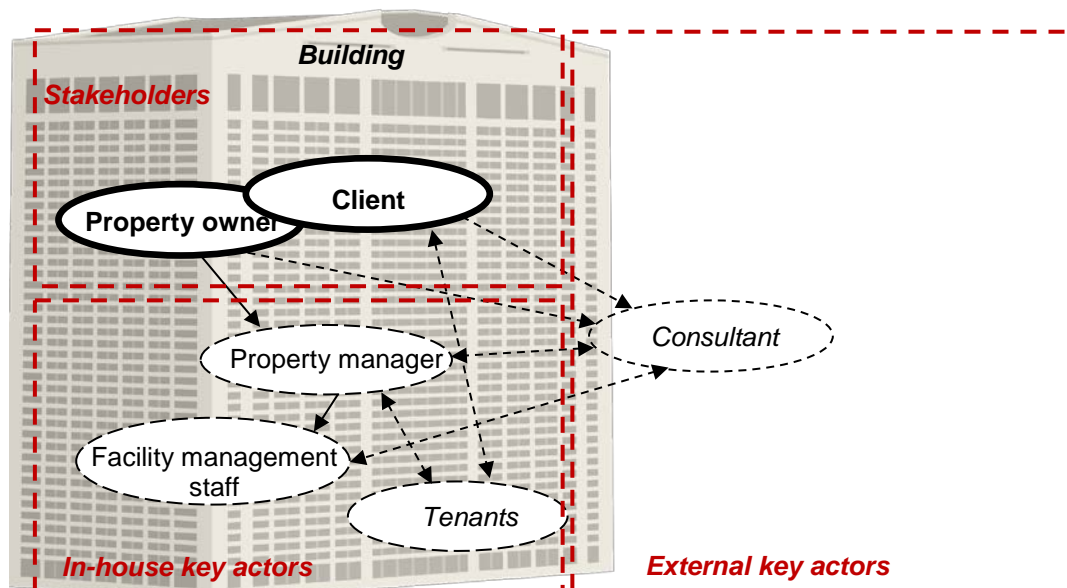 Building
Stakeholders
Client
Property owner
Consultant
Property manager
Facility management
staff
Tenants
In-house key actors
External key actors